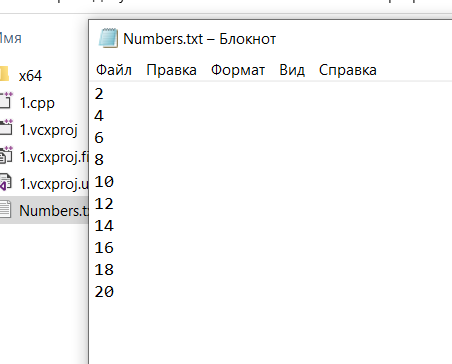 Имя
x64
1.cpp
1.vcxproj
1.vcxproj.fi
1.vcxproj.u
Numbers.t
Numbers.txt – Блокнот
Файл Правка Формат Вид Справка
2
4
6
8
10
12
14
16
18
20